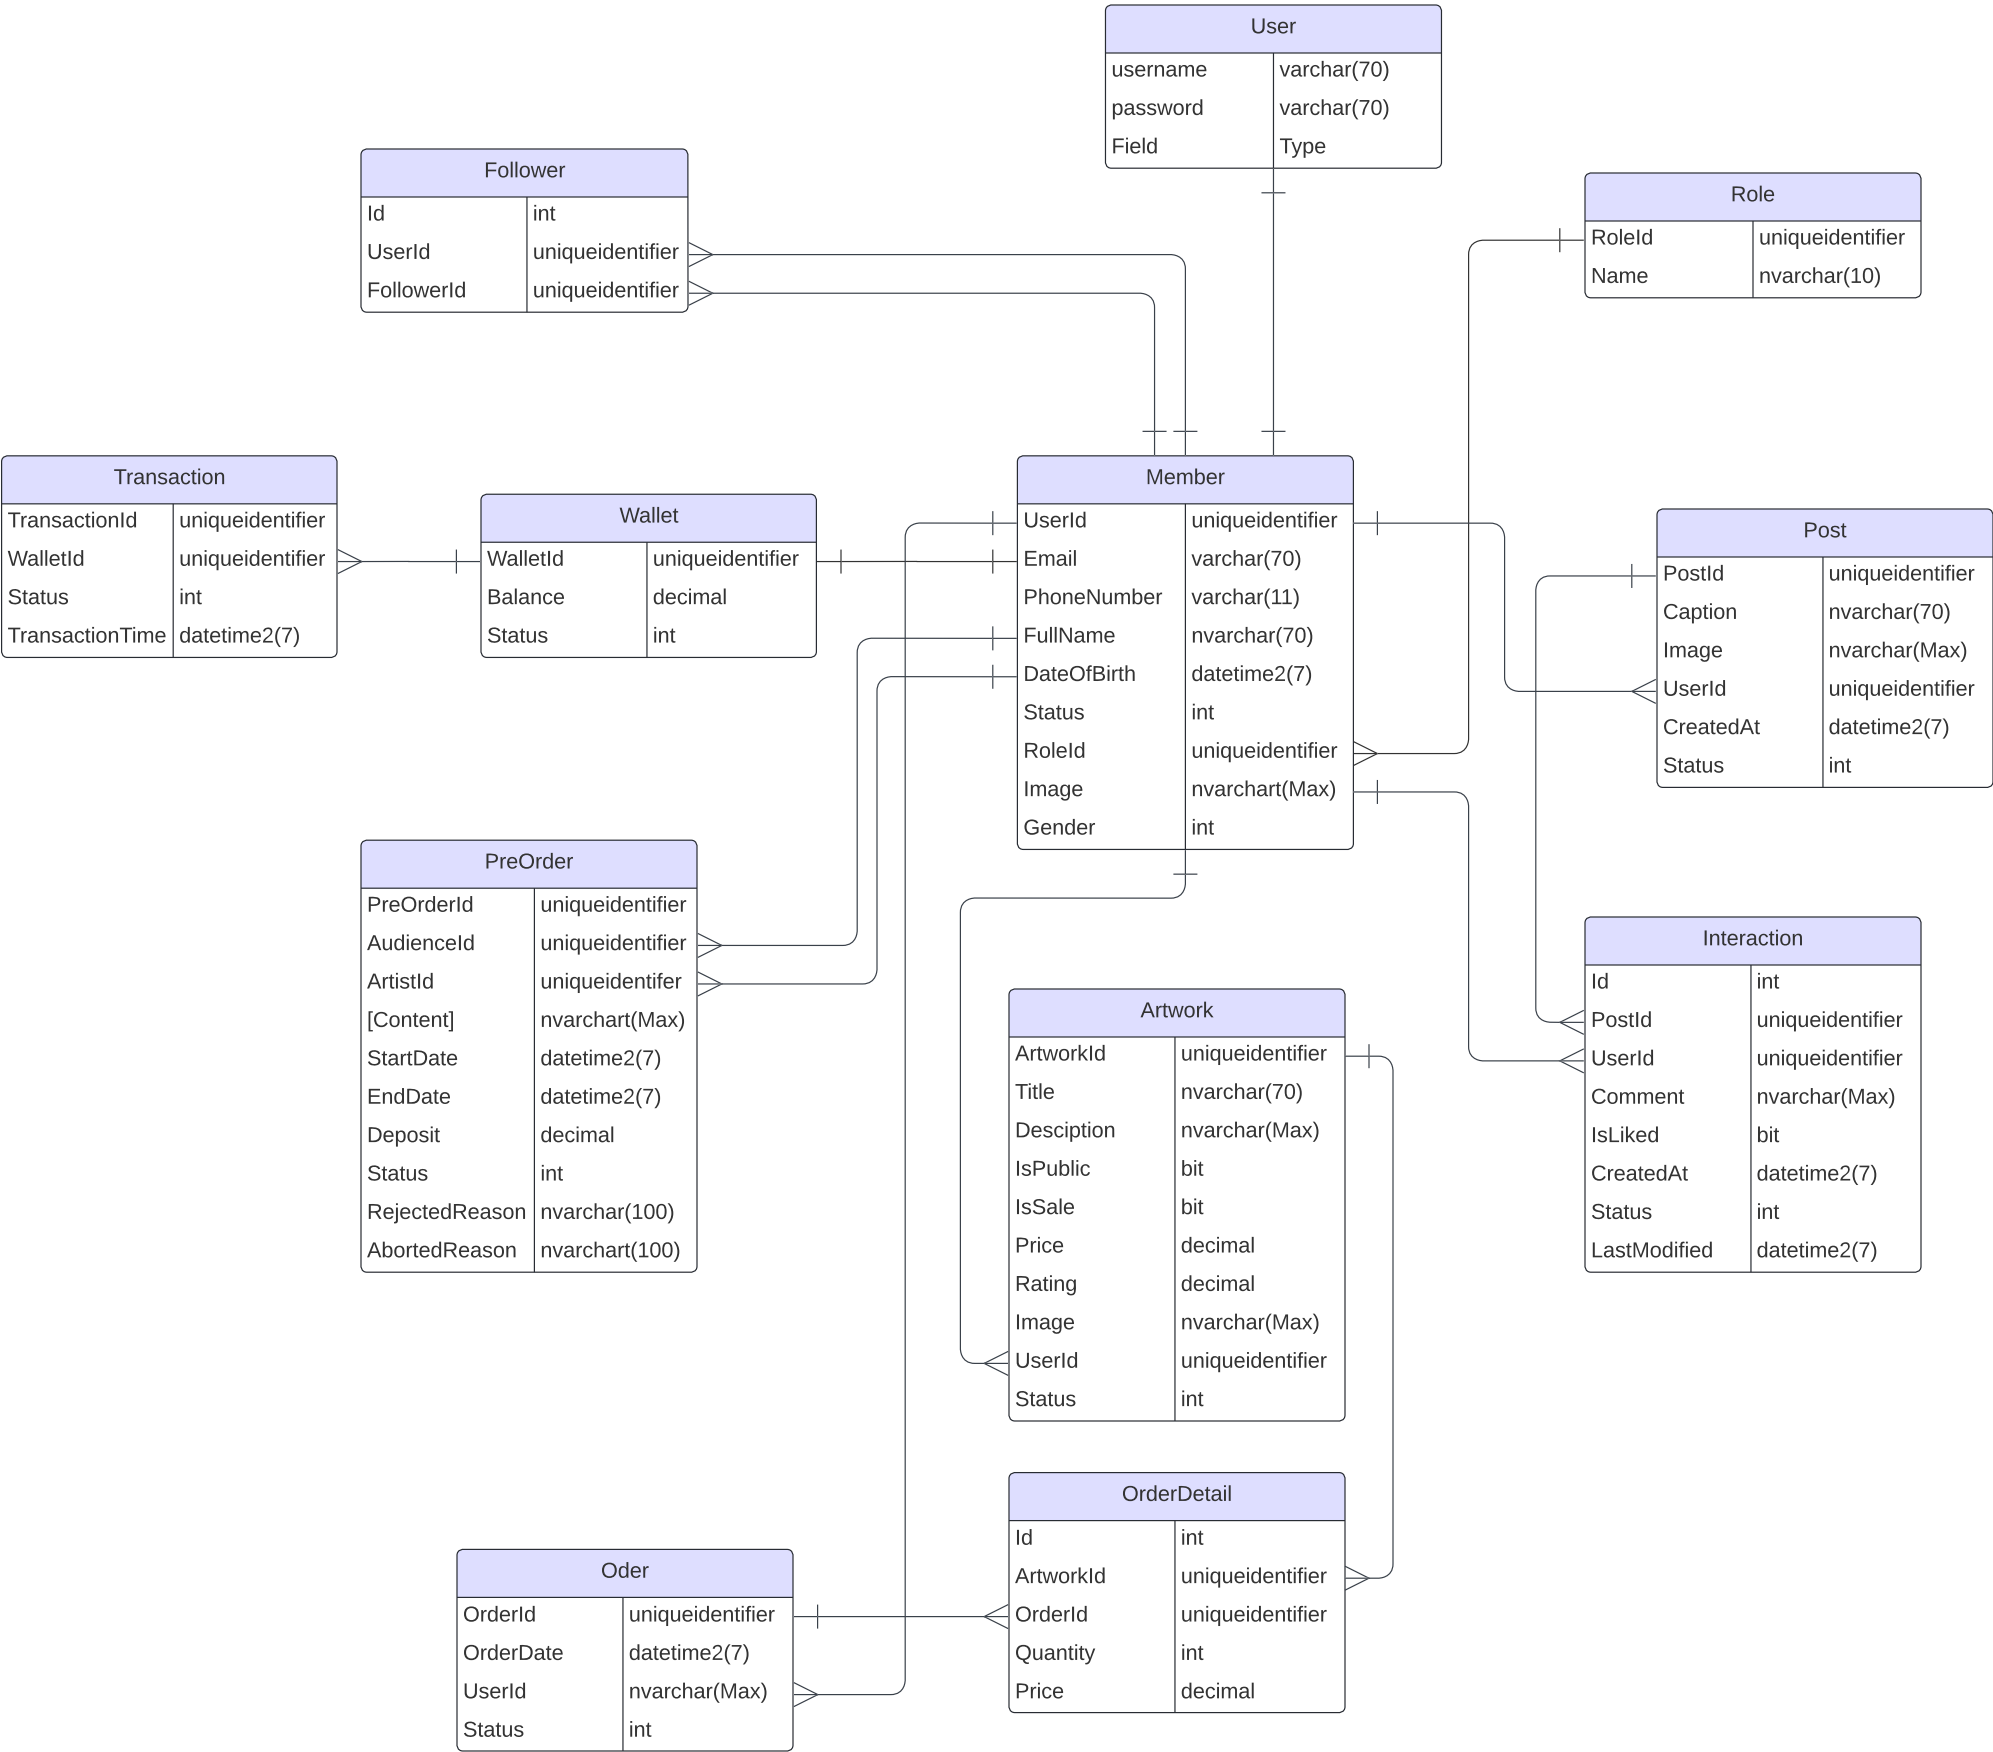 User
username varchar(70)
password varchar(70)
Field Type
Follower
Id int
UserId uniqueidentifier
FollowerId uniqueidentifier
Role
RoleId uniqueidentifier
Name nvarchar(10)
Transaction
TransactionId uniqueidentifier
WalletId uniqueidentifier
Status int
TransactionTime datetime2(7)
Wallet
WalletId uniqueidentifier
Balance decimal
Status int
Member
UserId uniqueidentifier
Email varchar(70)
PhoneNumber varchar(11)
FullName nvarchar(70)
DateOfBirth datetime2(7)
Status int
RoleId uniqueidentifier
Image nvarchart(Max)
Gender int
Post
PostId uniqueidentifier
Caption nvarchar(70)
Image nvarchar(Max)
UserId uniqueidentifier
CreatedAt datetime2(7)
Status int
PreOrder
PreOrderId uniqueidentifier
AudienceId uniqueidentifier
ArtistId uniqueidentifer
[Content] nvarchart(Max)
StartDate datetime2(7)
EndDate datetime2(7)
Deposit decimal
Status int
RejectedReason nvarchar(100)
AbortedReason nvarchart(100)
Interaction
Id int
PostId uniqueidentifier
UserId uniqueidentifier
Comment nvarchar(Max)
IsLiked bit
CreatedAt datetime2(7)
Status int
LastModified datetime2(7)
Artwork
ArtworkId uniqueidentifier
Title nvarchar(70)
Desciption nvarchar(Max)
IsPublic bit
IsSale bit
Price decimal
Rating decimal
Image nvarchar(Max)
UserId uniqueidentifier
Status int
OrderDetail
Id int
ArtworkId uniqueidentifier
OrderId uniqueidentifier
Quantity int
Price decimal
Oder
OrderId uniqueidentifier
OrderDate datetime2(7)
UserId nvarchar(Max)
Status int